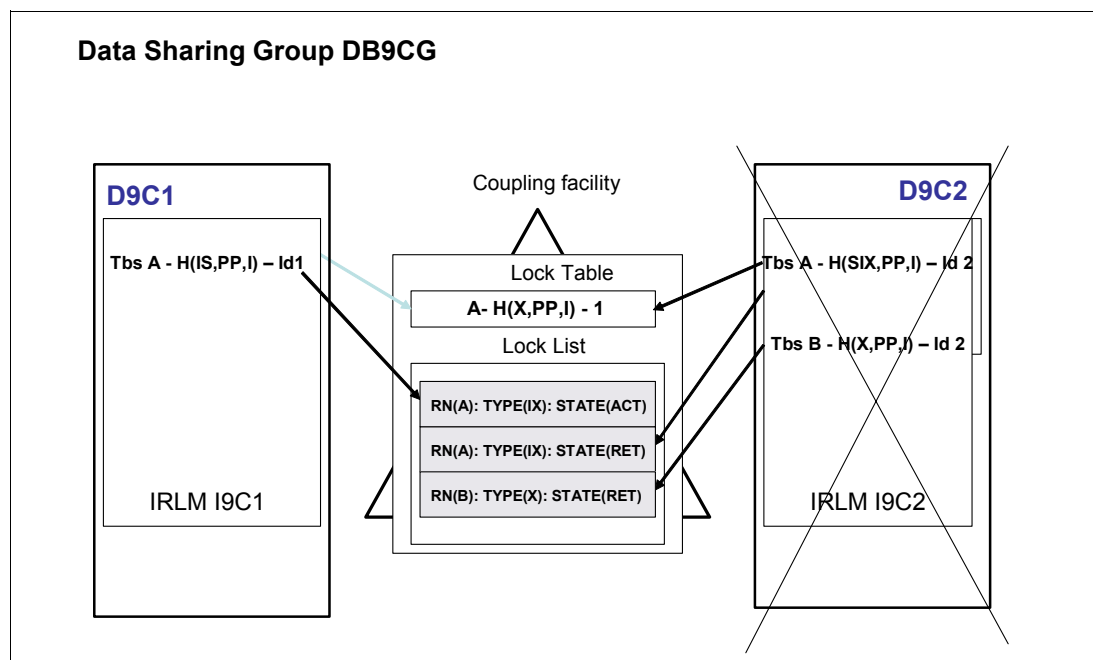 Data Sharing Group DB9CG
D9C1
Tbs A - H(IS,PP,I) – Id1
IRLM I9C1
Coupling facility
Lock Table
A- H(X,PP,I) - 1
Lock List
RN(A): TYPE(IX): STATE(ACT)
RN(A): TYPE(IX): STATE(RET)
RN(B): TYPE(X): STATE(RET)
D9C2
Tbs A - H(SIX,PP,I) – Id 2
Tbs B - H(X,PP,I) – Id 2
IRLM I9C2